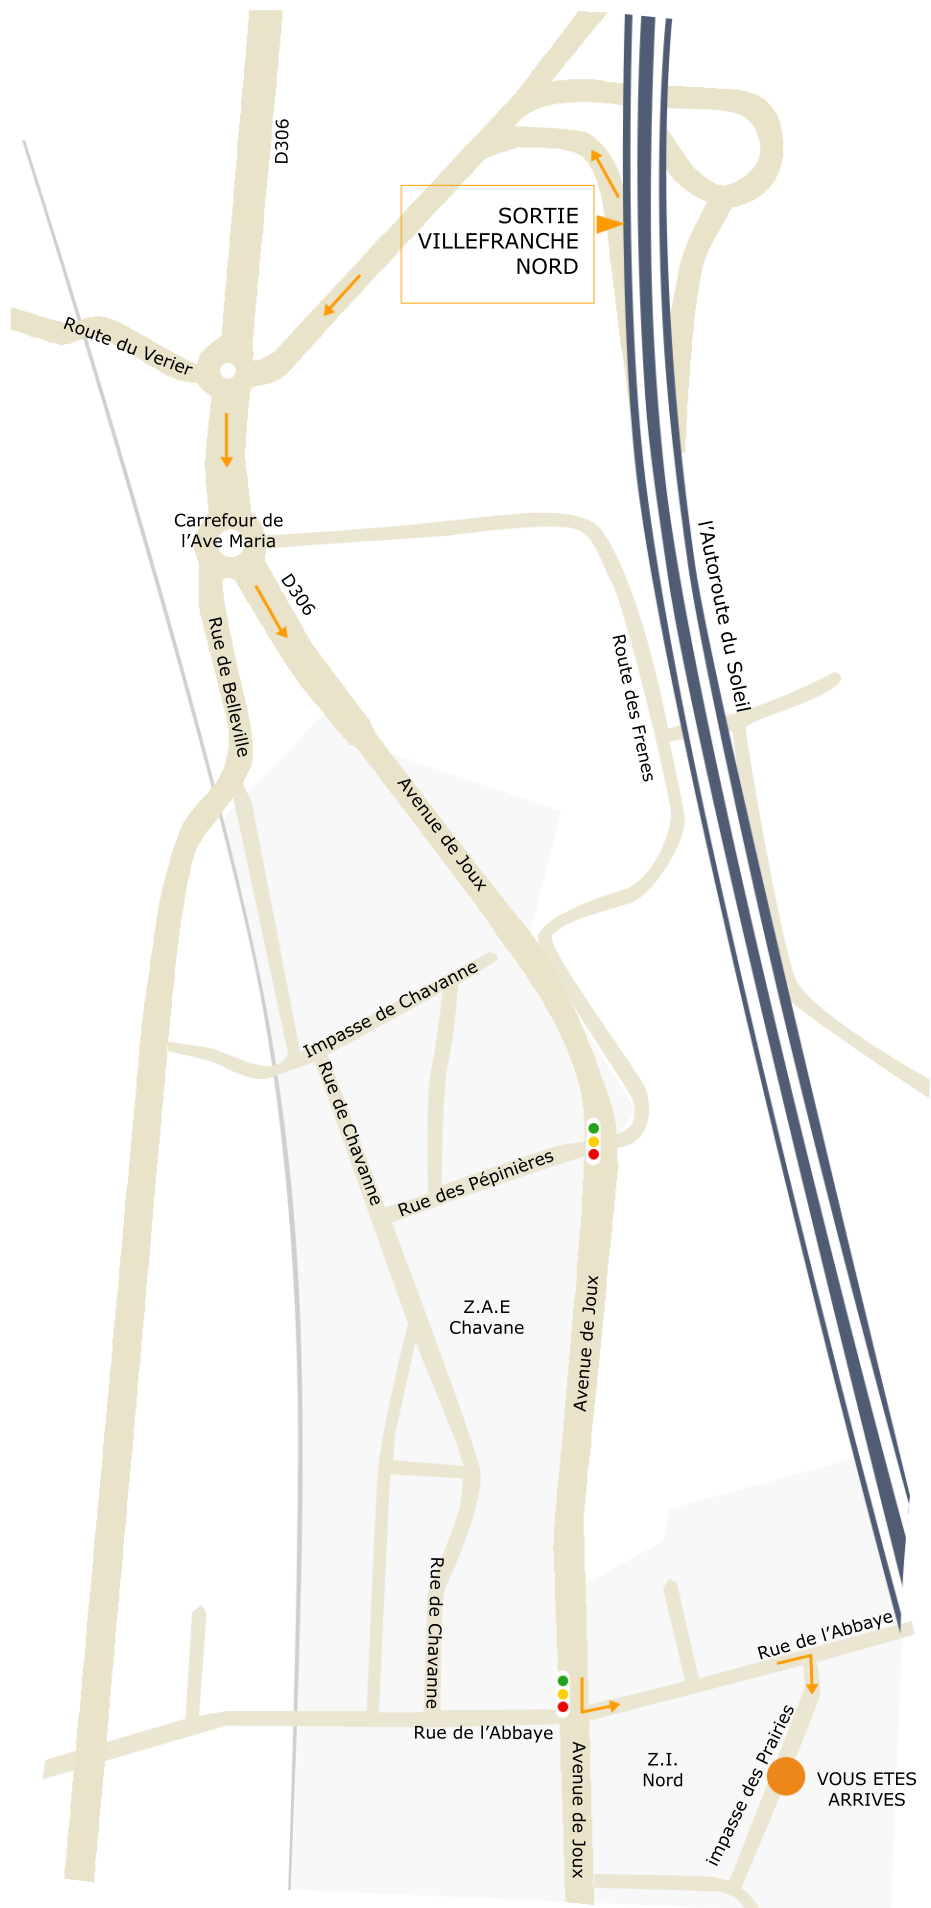 D306
SORTIE
VILLEFRANCHE
NORD
Route du Verier
Carrefour de
l'Ave Maria
D306
l'Autoroute du Soleil
Rue de Belleville
Route des Frenes
Avenue de Joux
Impasse de Chavanne
Rue de Chavanne
Rue des Pépinières
Avenue de Joux
Z.A.E
Chavane
Rue de Chavanne
Rue de l'Abbaye
Rue de l'Abbaye
impasse des Prairies
Avenue de Joux
Z.I.
Nord
VOUS ETES
ARRIVES